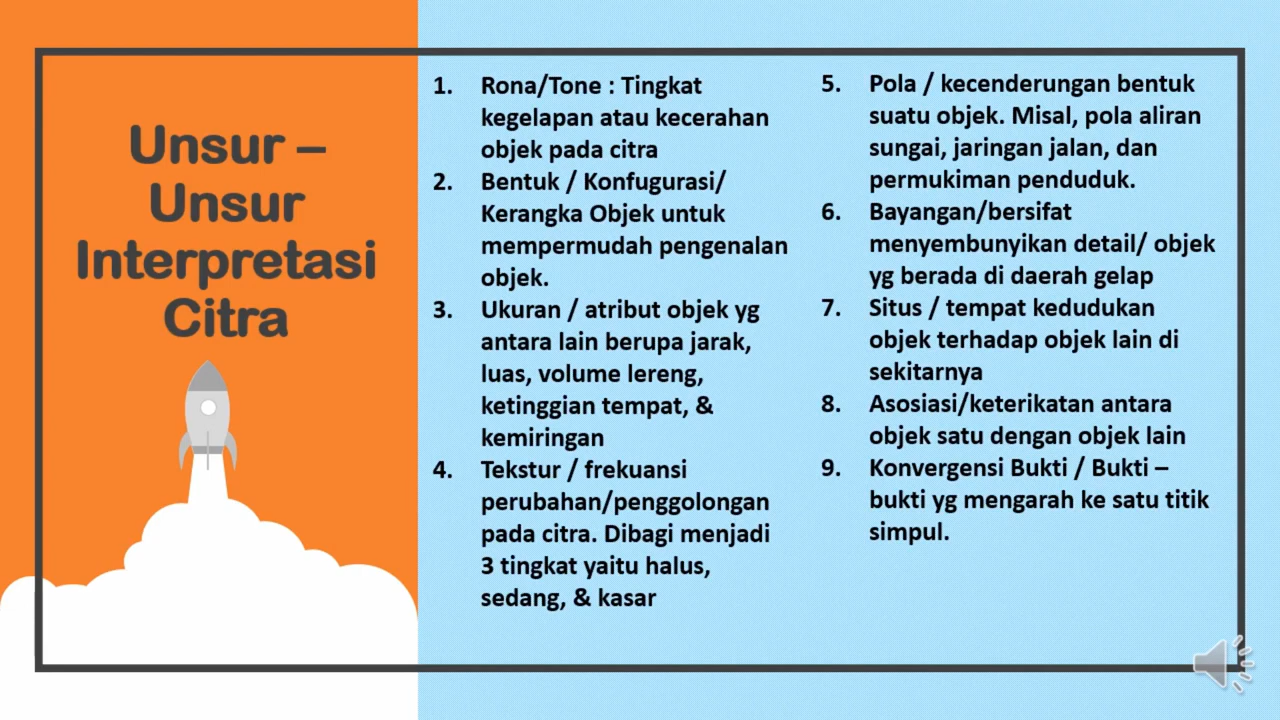 Unsur –
Unsur
Interpretasi
Citra
1. Rona/Tone : Tingkat
kegelapan atau kecerahan
objek pada citra
2. Bentuk / Konfugurasi/
Kerangka Objek untuk
mempermudah pengenalan
objek.
3. Ukuran / atribut objek yg
antara lain berupa jarak,
luas, volume lereng,
ketinggian tempat, &
kemiringan
4. Tekstur / frekuansi
perubahan/penggolongan
pada citra. Dibagi menjadi
3 tingkat yaitu halus,
sedang, & kasar
5. Pola / kecenderungan bentuk
suatu objek. Misal, pola aliran
sungai, jaringan jalan, dan
permukiman penduduk.
6. Bayangan/bersifat
menyembunyikan detail/ objek
yg berada di daerah gelap
7. Situs / tempat kedudukan
objek terhadap objek lain di
sekitarnya
8. Asosiasi/keterikatan antara
objek satu dengan objek lain
9. Konvergensi Bukti / Bukti –
bukti yg mengarah ke satu titik
simpul.